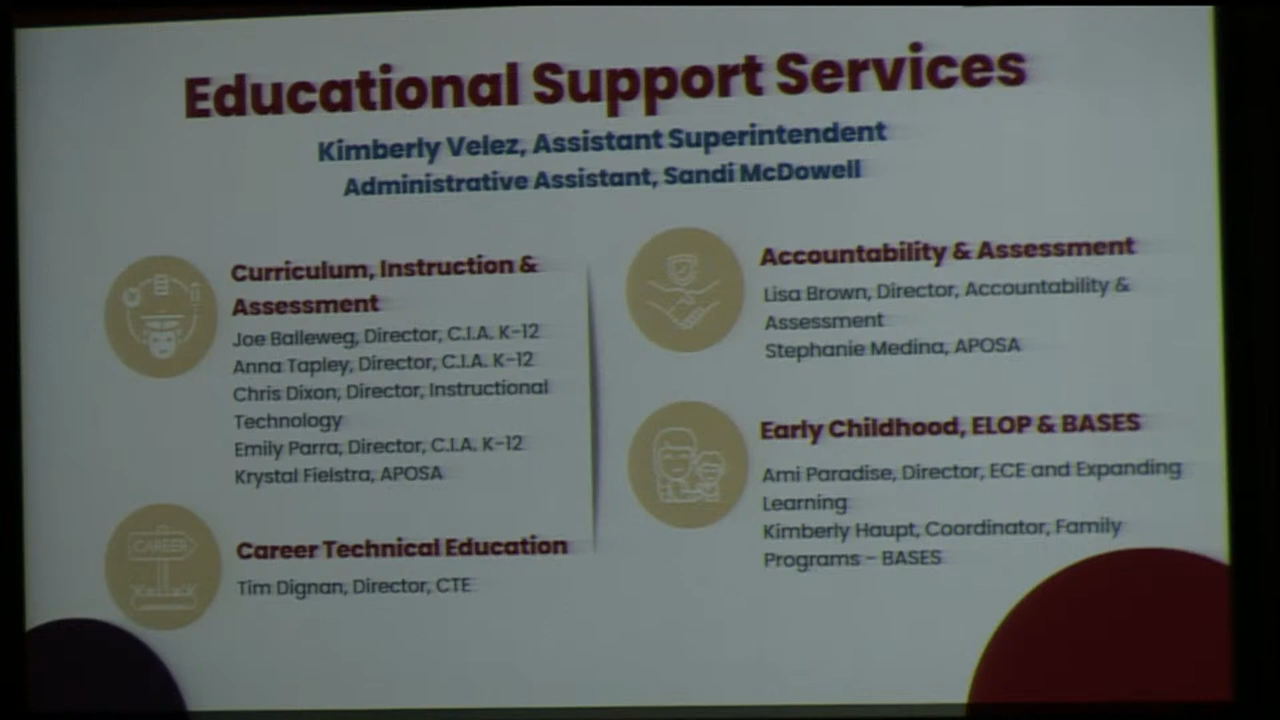 Educational Support Services
Kimberly Velez, Assistant Superintendent
Administrative Assistant, Sandi McDowell
Curriculum, Instruction &
Assessment
Joe Balleweg, Director, C.I.A. K-12
Anna Tapley, Director, C.I.A. K-12
Chris Dixon, Director, Instructional
Technology
Emily Parra, Director, C.I.A. K-12
Krystal Fielstra, APOSA
CAREER
Career Technical Education
Tim Dignan, Director, CTE
Accountability & Assessment
Lisa Brown, Director, Accountability &
Assessment
Stephanie Medina, APOSA
Early Childhood, ELOP & BASES
Ami Paradise, Director, ECE and Expanding
Learning
Kimberly Haupt, Coordinator, Family
Programs - BASES